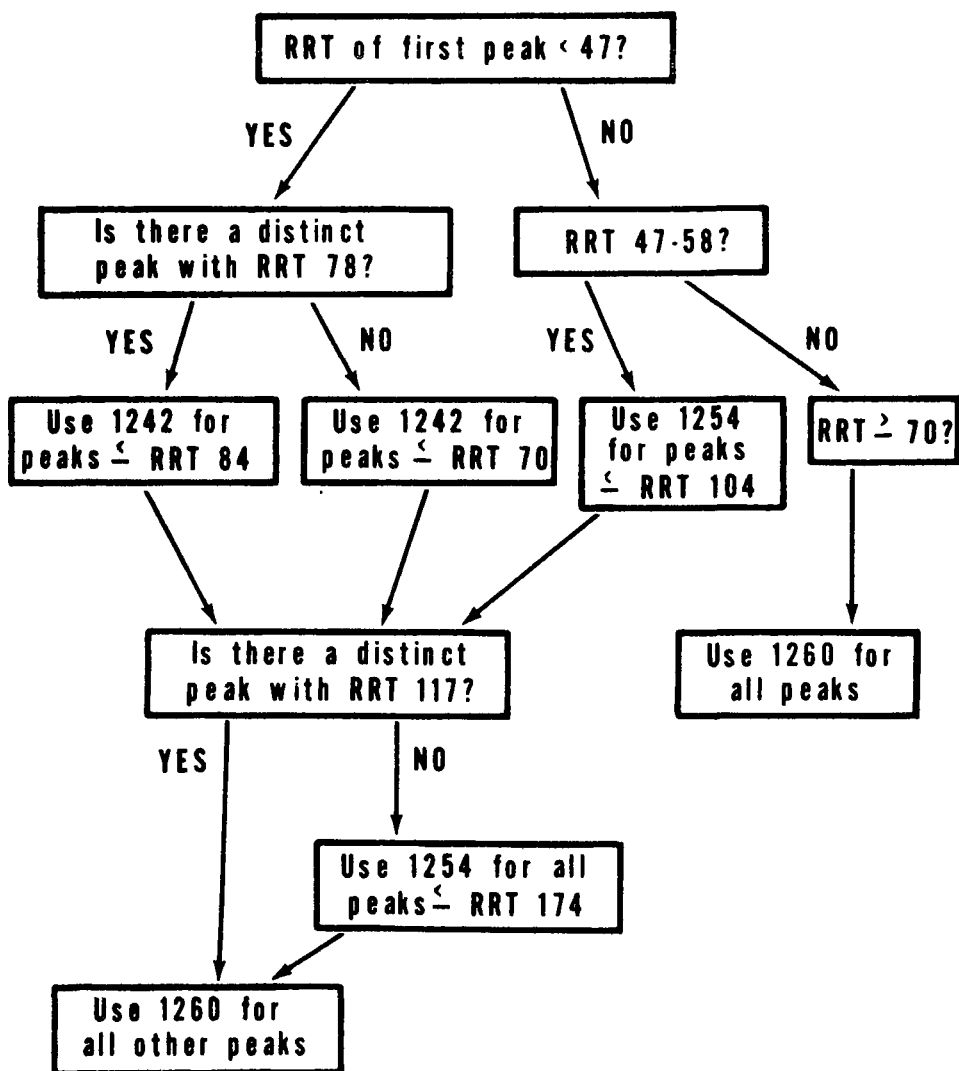 RRT of first peak < 47?
YES
NO
Is there a distinct
peak with RRT 78?
RRT 47-58?
YES
NO
YES
NO
Use 1242 for
peaks ≤ RRT 84
Use 1242 for
peaks ≤ RRT 70
Use 1254
for peaks
≤ RRT 104
RRT ≥ 70?
Is there a distinct
peak with RRT 117?
Use 1260 for
all peaks
YES
NO
Use 1254 for all
peaks ≤ RRT 174
Use 1260 for
all other peaks